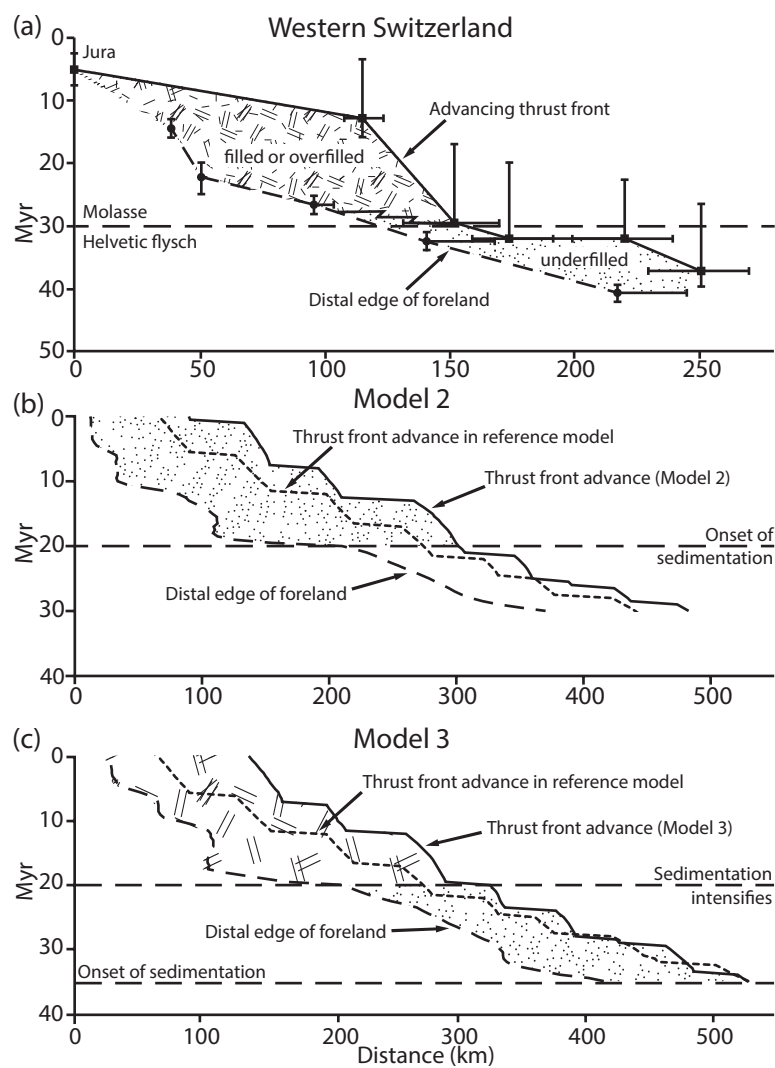 (a)
Western Switzerland
0
10
20
30
40
50
Myr
Jura
Advancing thrust front
filled or overfilled
Molasse
Helvetic flysch
underfilled
Distal edge of foreland
0
50
100
150
200
250
(b)
Model 2
0
10
20
30
40
Myr
Thrust front advance in reference model
Thrust front advance (Model 2)
Onset of
sedimentation
Distal edge of foreland
0
100
200
300
400
500
(c)
Model 3
0
10
20
30
40
Myr
Thrust front advance in reference model
Thrust front advance (Model 3)
Sedimentation
intensifies
Distal edge of foreland
Onset of sedimentation
0
100
200
300
400
500
Distance (km)